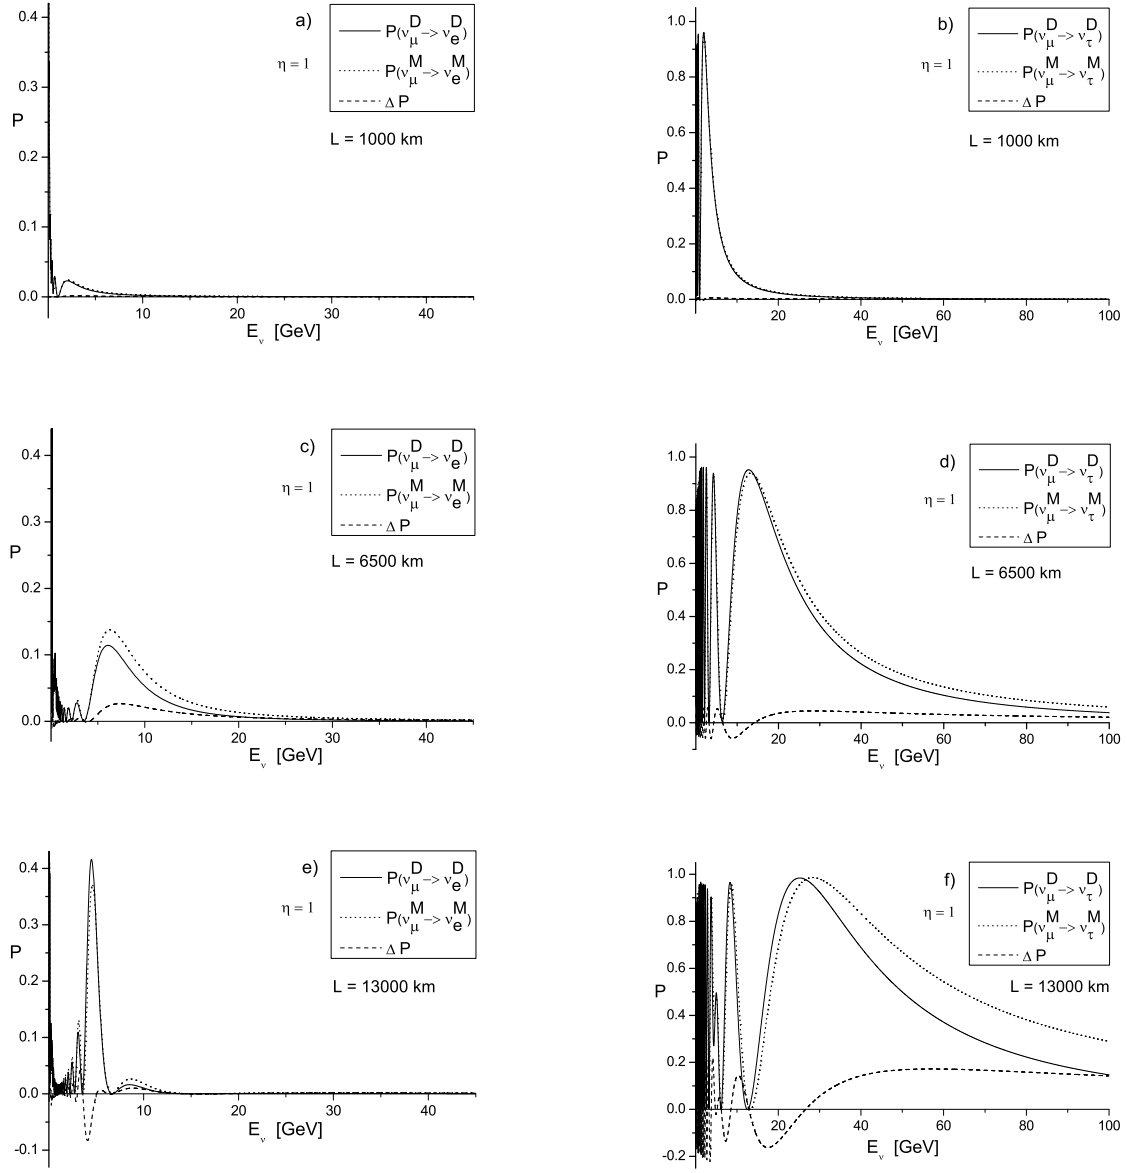 a)
P(ν_μ^D –> ν_e^D)
P(ν_μ^M –> ν_e^M)
Δ P
η = 1
L = 1000 km
P
0.4
0.3
0.2
0.1
0.0
10 20 30 40
E_ν [GeV]
b)
P(ν_μ^D –> ν_τ^D)
P(ν_μ^M –> ν_τ^M)
Δ P
η = 1
L = 1000 km
P
1.0
0.8
0.6
0.4
0.2
0.0
20 40 60 80 100
E_ν [GeV]
c)
P(ν_μ^D –> ν_e^D)
P(ν_μ^M –> ν_e^M)
Δ P
η = 1
L = 6500 km
P
0.4
0.3
0.2
0.1
0.0
10 20 30 40
E_ν [GeV]
d)
P(ν_μ^D –> ν_τ^D)
P(ν_μ^M –> ν_τ^M)
Δ P
η = 1
L = 6500 km
P
1.0
0.8
0.6
0.4
0.2
0.0
20 40 60 80 100
E_ν [GeV]
e)
P(ν_μ^D –> ν_e^D)
P(ν_μ^M –> ν_e^M)
Δ P
η = 1
L = 13000 km
P
0.4
0.3
0.2
0.1
0.0
-0.1
10 20 30 40
E_ν [GeV]
f)
P(ν_μ^D –> ν_τ^D)
P(ν_μ^M –> ν_τ^M)
Δ P
η = 1
L = 13000 km
P
1.0
0.8
0.6
0.4
0.2
0.0
-0.2
20 40 60 80 100
E_ν [GeV]